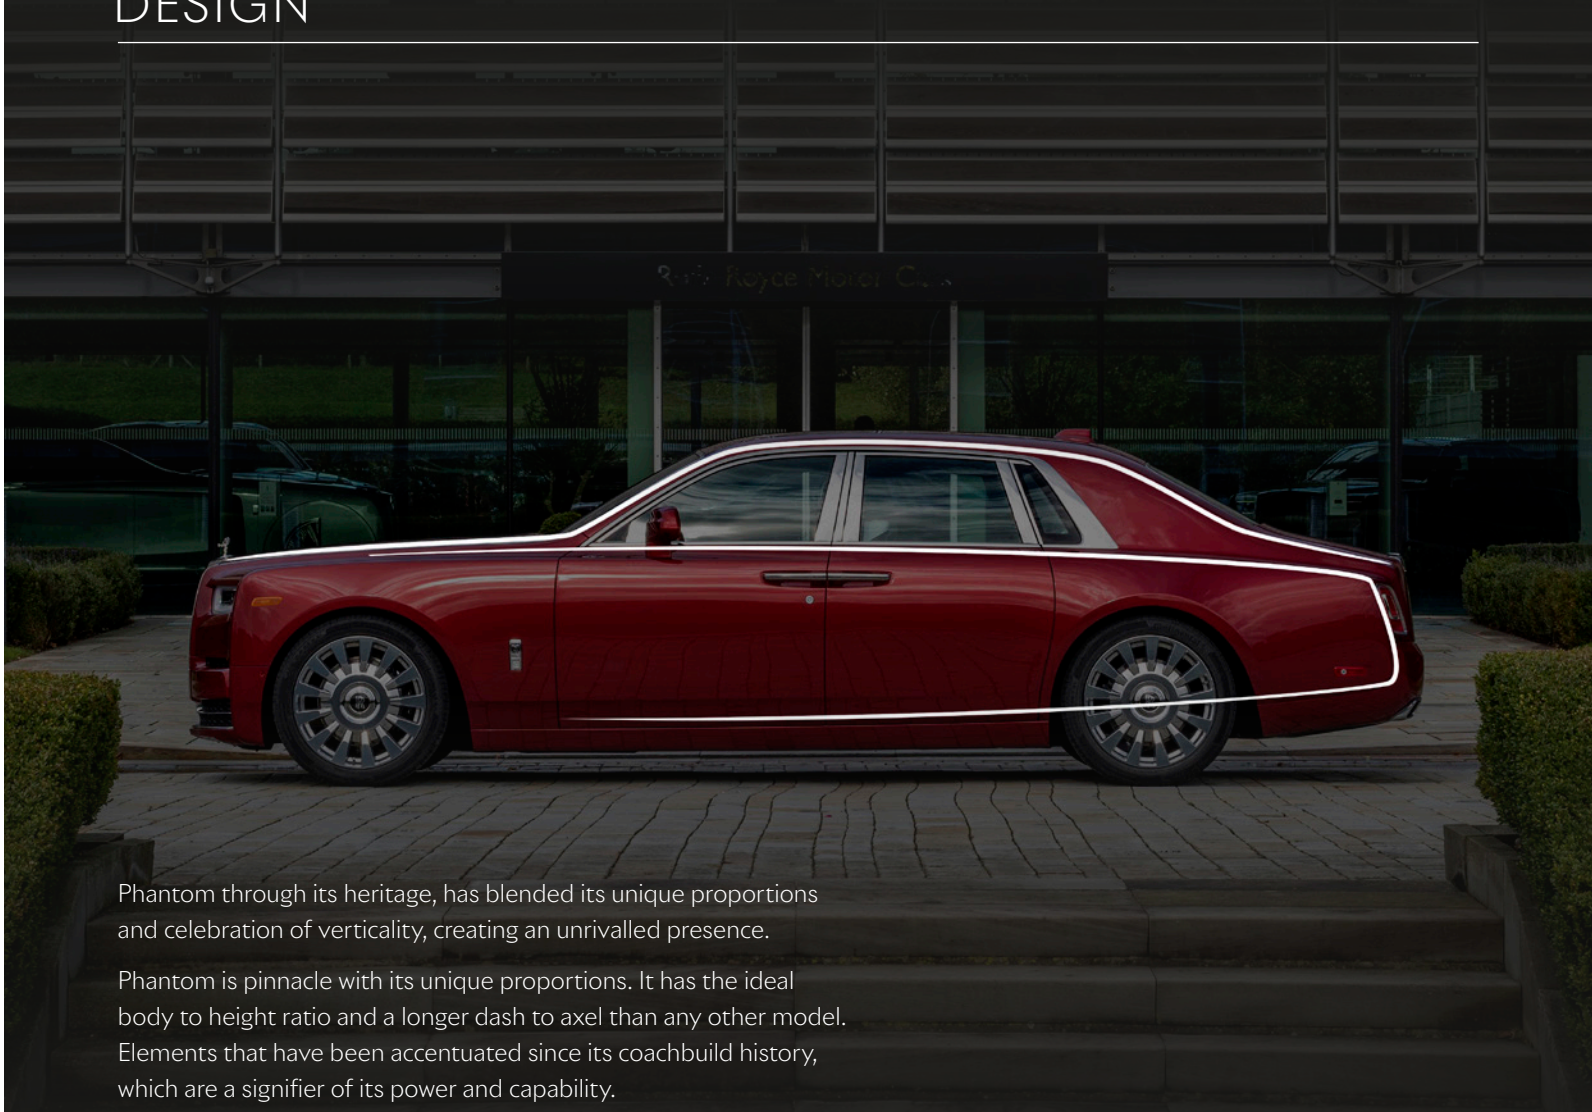 DESIGN
Royce Motor
Phantom through its heritage, has blended its unique proportions
and celebration of verticality, creating an unrivalled presence.
Phantom is pinnacle with its unique proportions. It has the ideal
body to height ratio and a longer dash to axel than any other model.
Elements that have been accentuated since its coachbuild history,
which are a signifier of its power and capability.